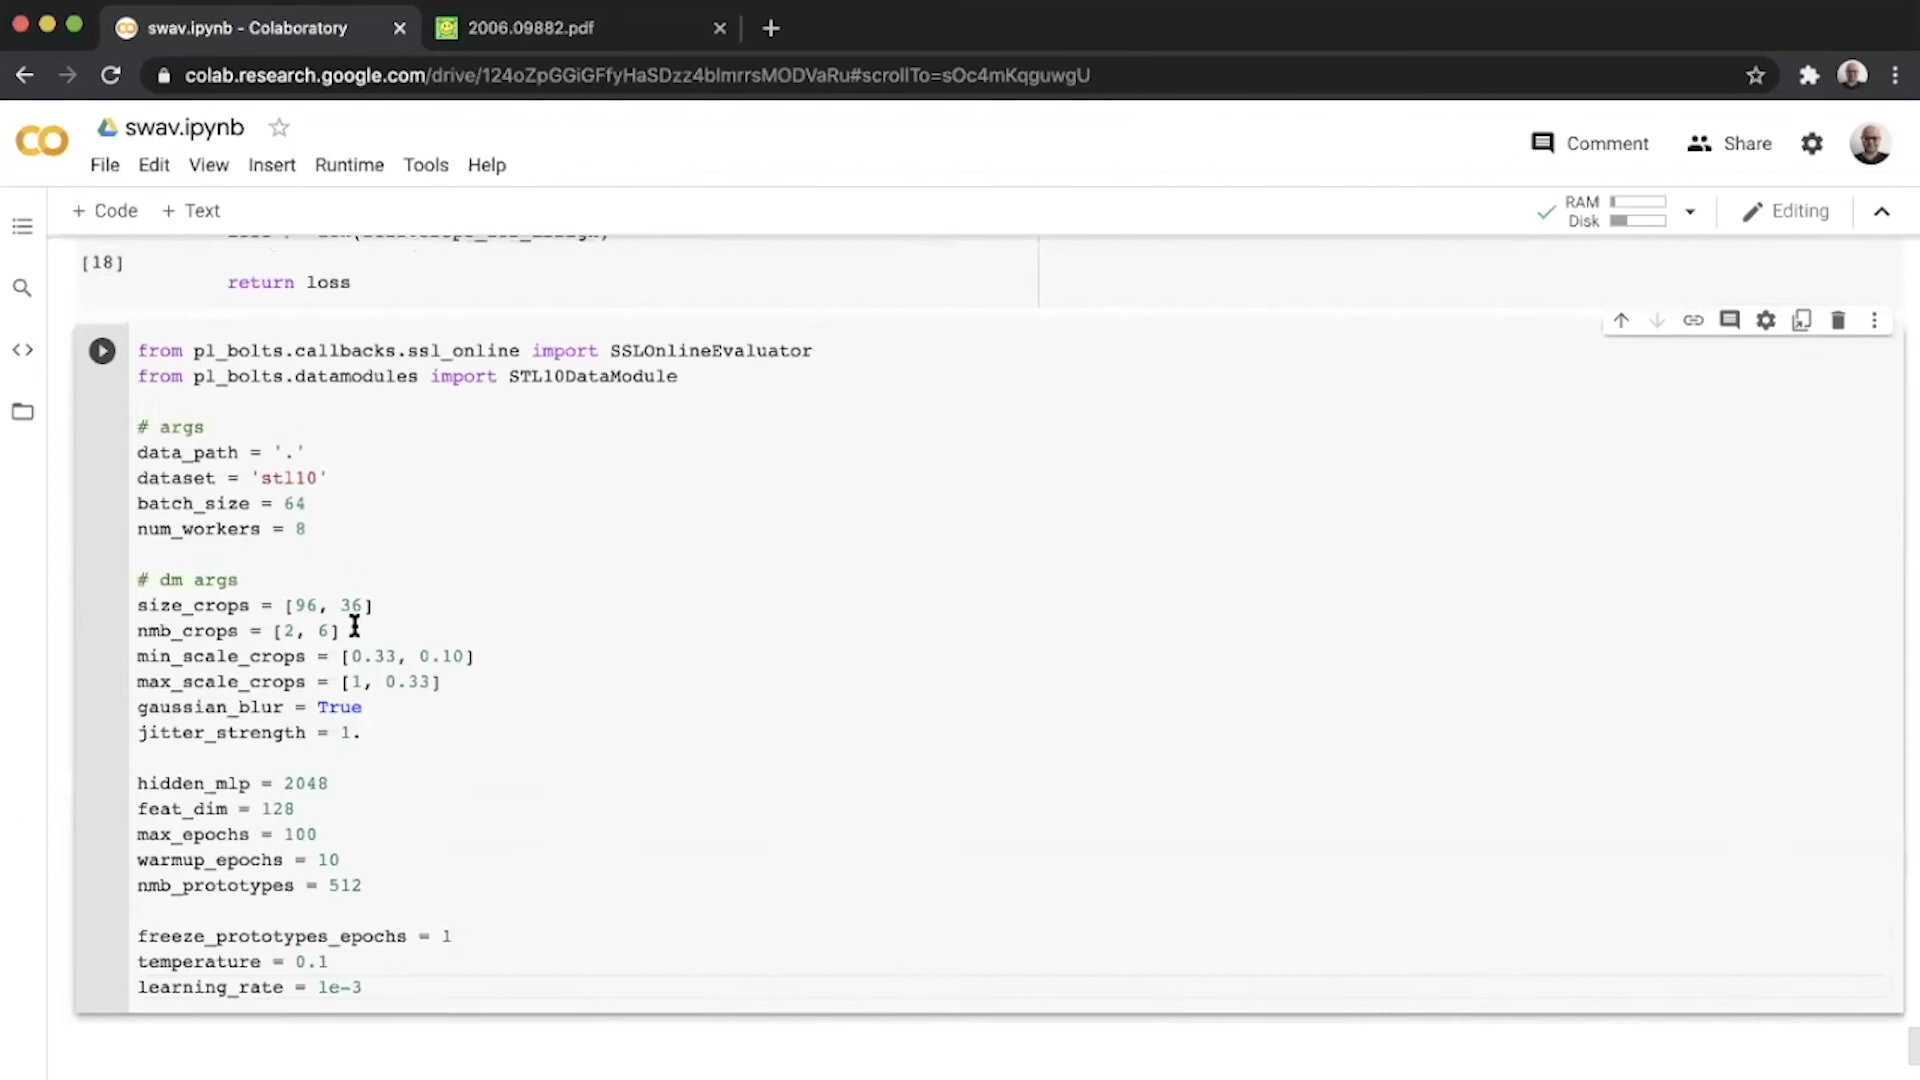 swav.ipynb - Colaboratory
2006.09882.pdf
colab.research.google.com/drive/124oZpGGiGFfyHaSDzz4blmrrsMODVaRu#scrollTo=sOc4mKqguwgU
CO
swav.ipynb
File Edit View Insert Runtime Tools Help
Comment
Share
+ Code + Text
RAM
Disk
Editing
[18]
return loss
from pl_bolts.callbacks.ssl_online import SSLOnlineEvaluator
from pl_bolts.datamodules import STL10DataModule
# args
data_path = '.'
dataset = 'stl10'
batch_size = 64
num_workers = 8
# dm args
size_crops = [96, 36]
nmb_crops = [2, 6]
min_scale_crops = [0.33, 0.10]
max_scale_crops = [1, 0.33]
gaussian_blur = True
jitter_strength = 1.
hidden_mlp = 2048
feat_dim = 128
max_epochs = 100
warmup_epochs = 10
nmb_prototypes = 512
freeze_prototypes_epochs = 1
temperature = 0.1
learning_rate = 1e-3